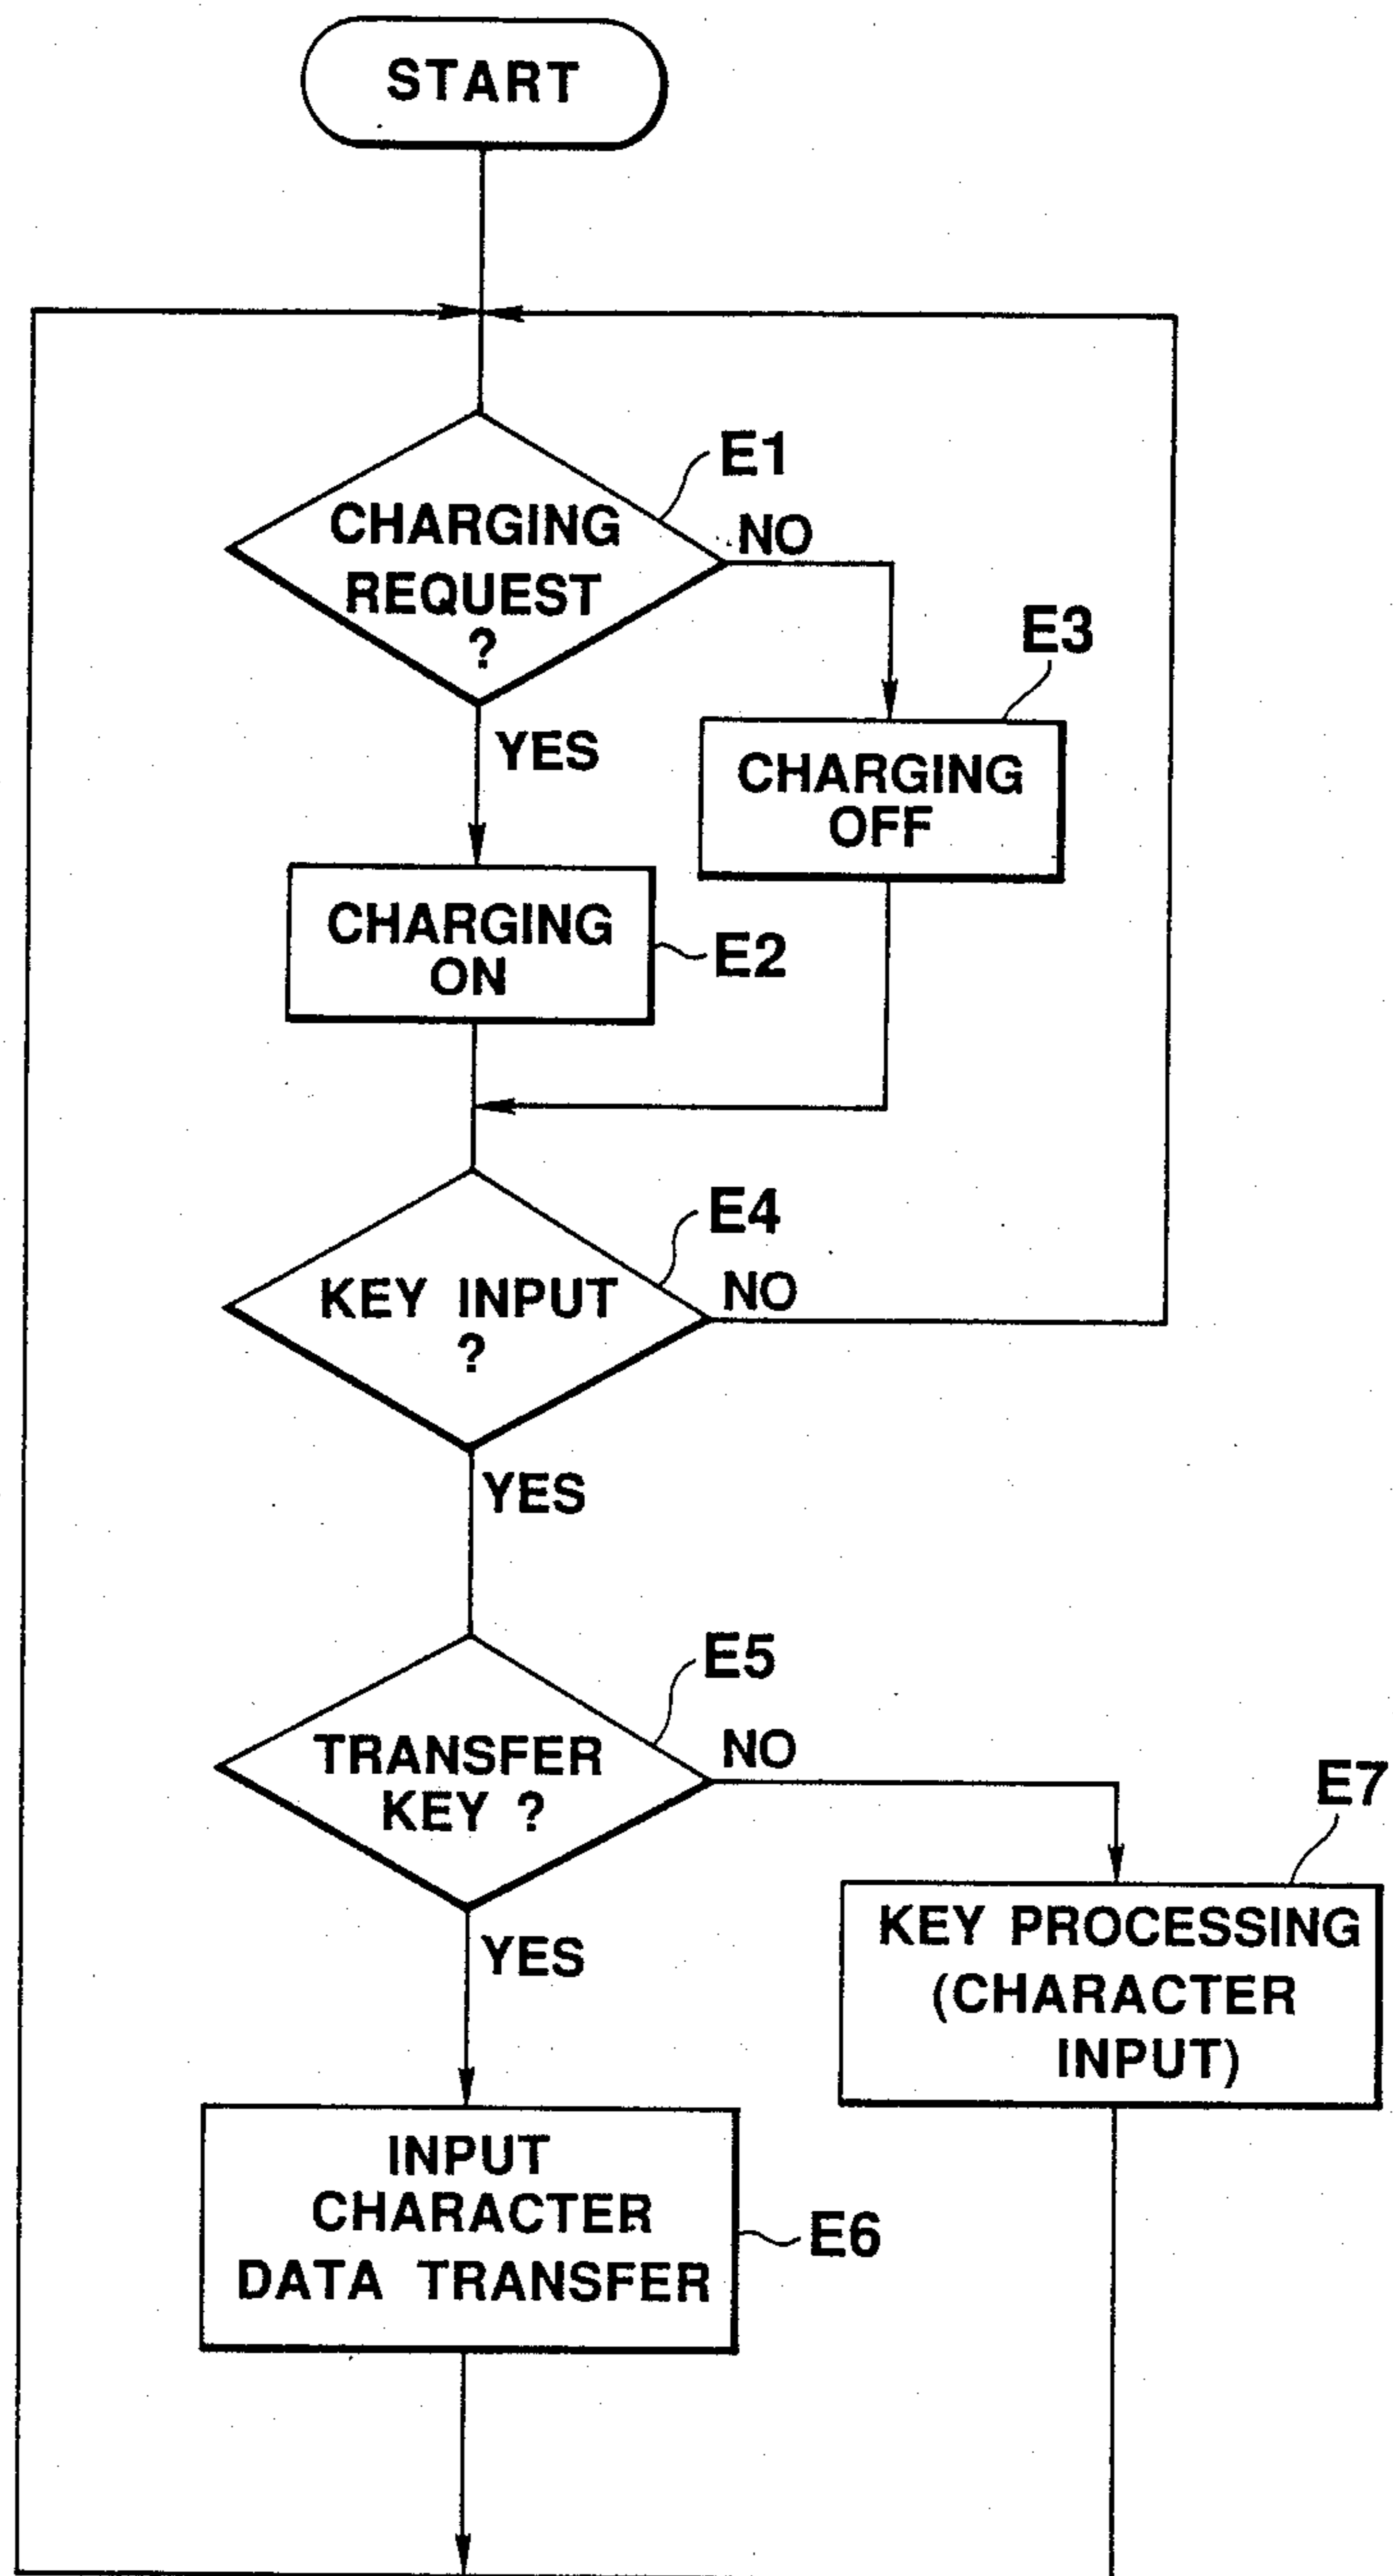 START
E1
CHARGING
REQUEST
?
NO
YES
E3
CHARGING
OFF
CHARGING
ON
E2
E4
KEY INPUT
?
NO
YES
E5
TRANSFER
KEY ?
NO
YES
E7
KEY PROCESSING
(CHARACTER
INPUT)
INPUT
CHARACTER
DATA TRANSFER
E6